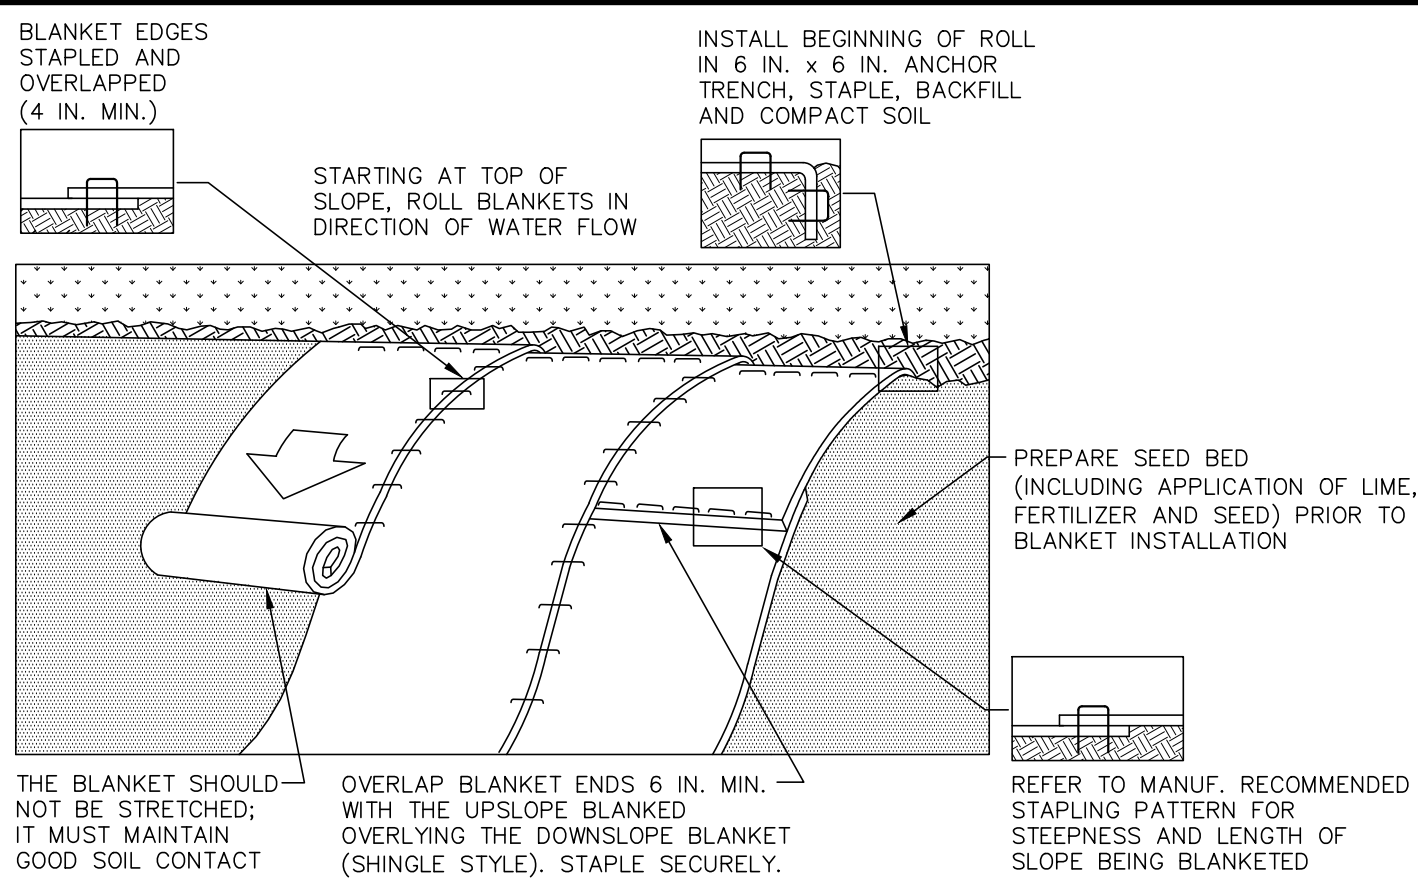 BLANKET EDGES
STAPLED AND
OVERLAPPED
(4 IN. MIN.)
INSTALL BEGINNING OF ROLL
IN 6 IN. x 6 IN. ANCHOR
TRENCH, STAPLE, BACKFILL
AND COMPACT SOIL
STARTING AT TOP OF
SLOPE, ROLL BLANKETS IN
DIRECTION OF WATER FLOW
PREPARE SEED BED
(INCLUDING APPLICATION OF LIME,
FERTILIZER AND SEED) PRIOR TO
BLANKET INSTALLATION
THE BLANKET SHOULD
NOT BE STRETCHED;
IT MUST MAINTAIN
GOOD SOIL CONTACT
OVERLAP BLANKET ENDS 6 IN. MIN.
WITH THE UPSLOPE BLANKED
OVERLYING THE DOWNSLOPE BLANKET
(SHINGLE STYLE). STAPLE SECURELY.
REFER TO MANUF. RECOMMENDED
STAPLING PATTERN FOR
STEEPNESS AND LENGTH OF
SLOPE BEING BLANKETED